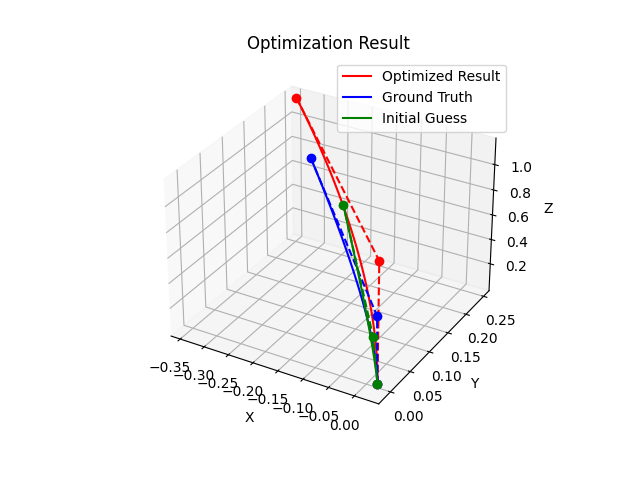 Optimization Result
Optimized Result
Ground Truth
Initial Guess
1.0
0.8
Z
0.6
0.4
0.2
0.25
0.20
0.15
0.10
Y
0.05
0.00
−0.35
−0.30
−0.25
−0.20
−0.15
−0.10
−0.05
0.00
X